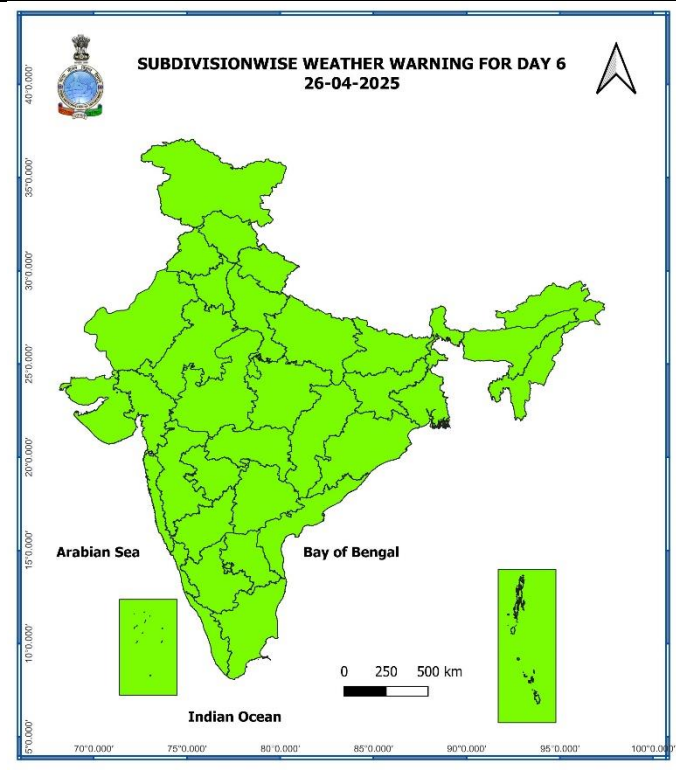 SUBDIVISIONWISE WEATHER WARNING FOR DAY 6
26-04-2025
40°0.000'
35°0.000'
30°0.000'
25°0.000'
20°0.000'
15°0.000'
10°0.000'
5°0.000'
Arabian Sea
Bay of Bengal
0 250 500 km
Indian Ocean
70°0.000' 75°0.000' 80°0.000' 85°0.000' 90°0.000' 95°0.000' 100°0.000'